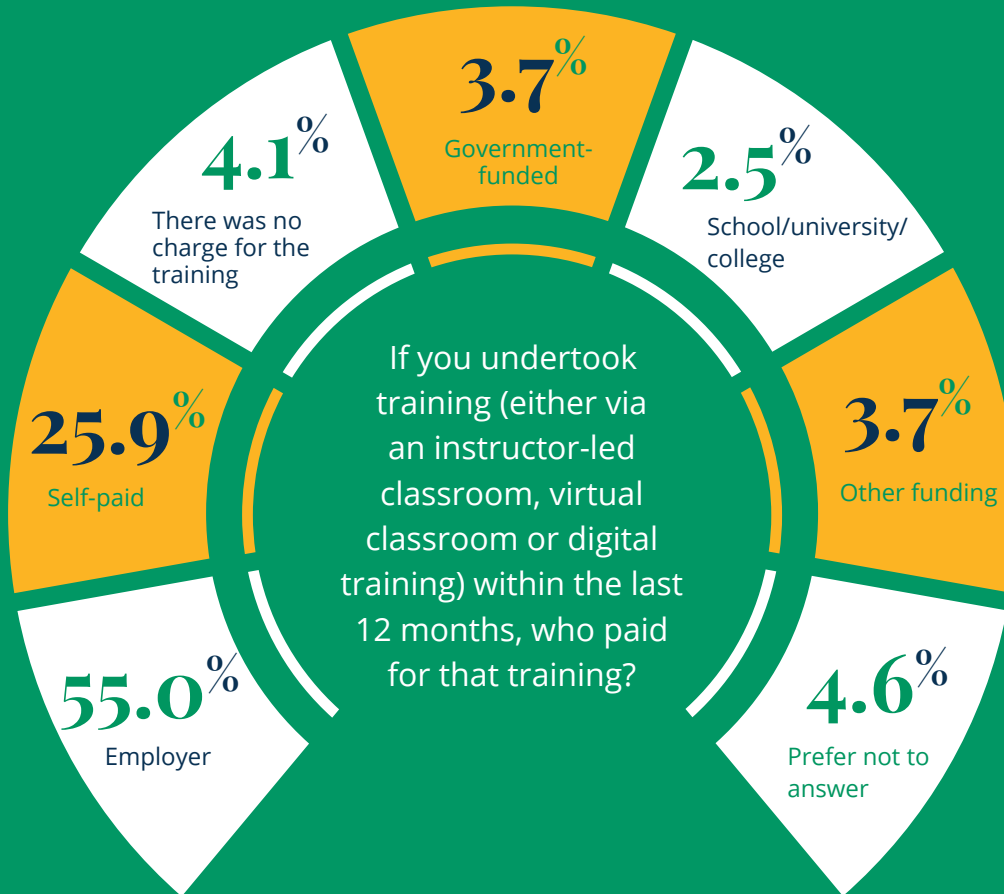 3.7%
Government-
funded
4.1%
There was no
charge for the
training
2.5%
School/university/
college
25.9%
Self-paid
3.7%
Other funding
55.0%
Employer
4.6%
Prefer not to
answer
If you undertook
training (either via
an instructor-led
classroom, virtual
classroom or digital
training) within the last
12 months, who paid
for that training?